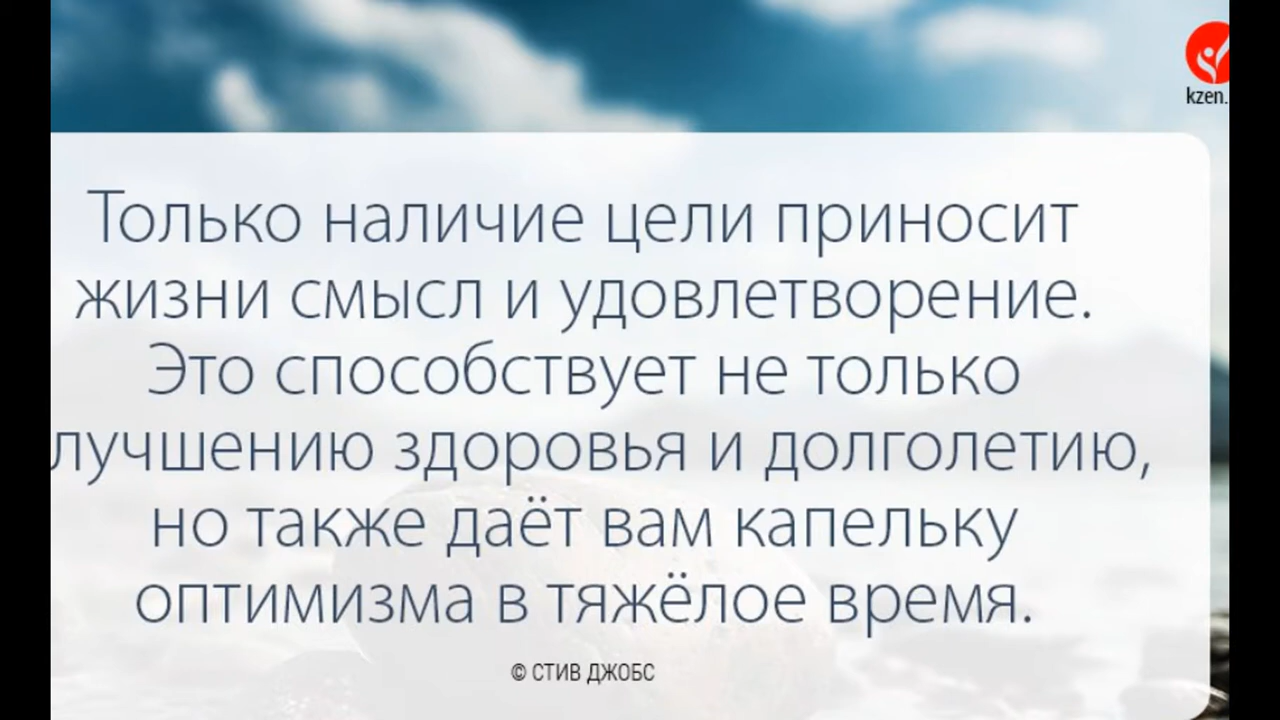 kzen.
Только наличие цели приносит
жизни смысл и удовлетворение.
Это способствует не только
лучшению здоровья и долголетию,
но также даёт вам капельку
оптимизма в тяжёлое время.
© СТИВ ДЖОБС